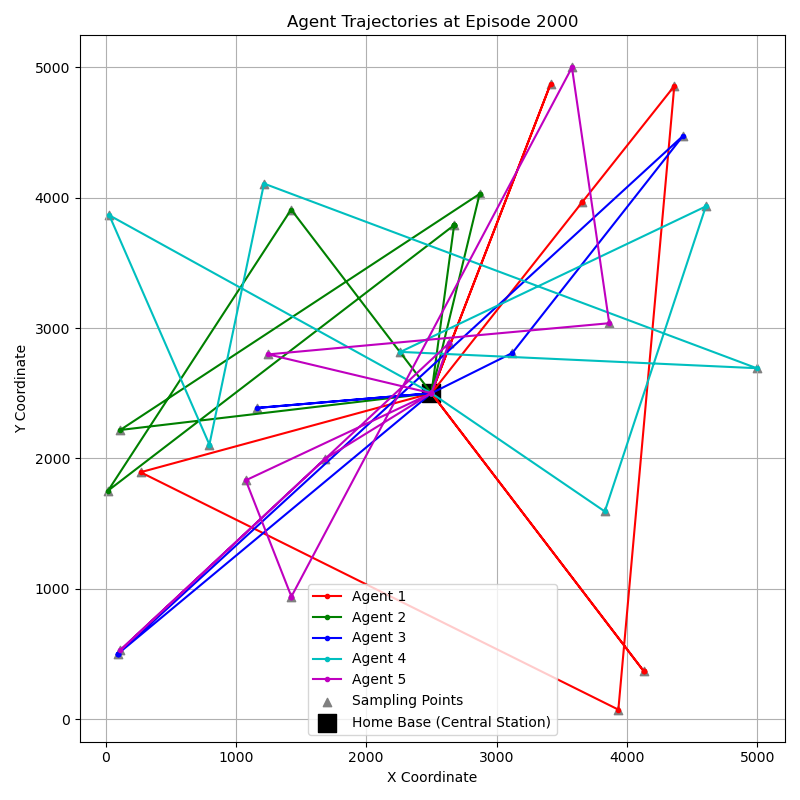 Agent Trajectories at Episode 2000
Y Coordinate
5000
4000
3000
2000
1000
0
Agent 1
Agent 2
Agent 3
Agent 4
Agent 5
Sampling Points
Home Base (Central Station)
0 1000 2000 3000 4000 5000
X Coordinate